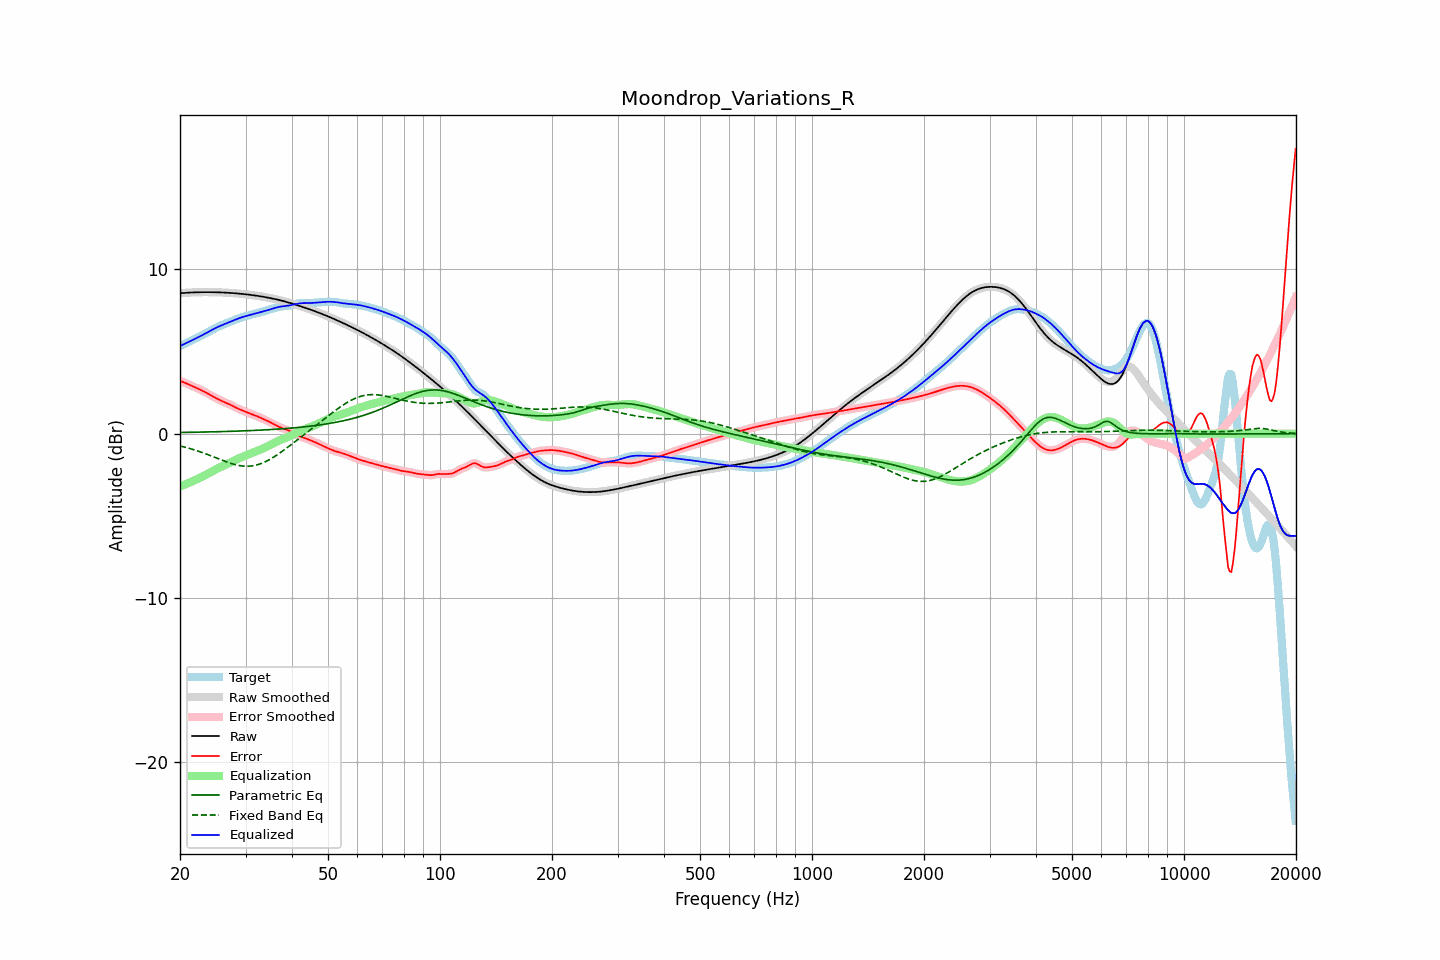 Moondrop_Variations_R
Amplitude (dBr)
10
0
−10
−20
Target
Raw Smoothed
Error Smoothed
Raw
Error
Equalization
Parametric Eq
Fixed Band Eq
Equalized
20 50 100 200 500 1000 2000 5000 10000 20000
Frequency (Hz)